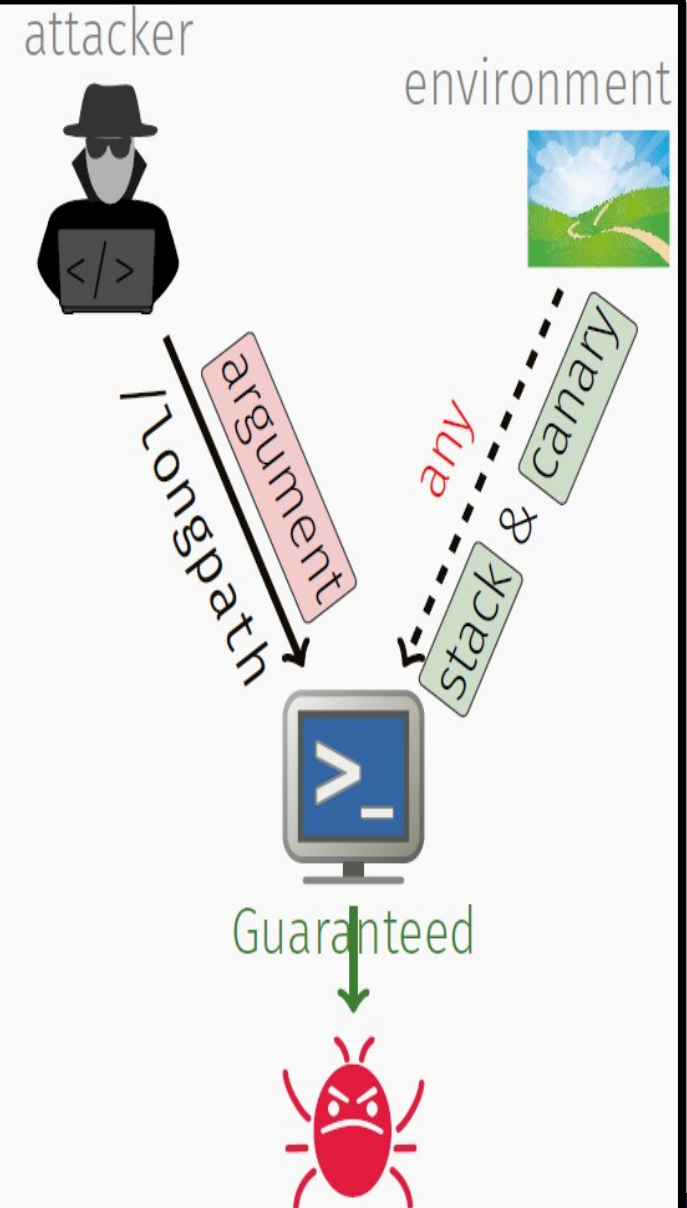 attacker
environment
</>
argument
/longpath
any
stack & canary
>_
Guaranteed